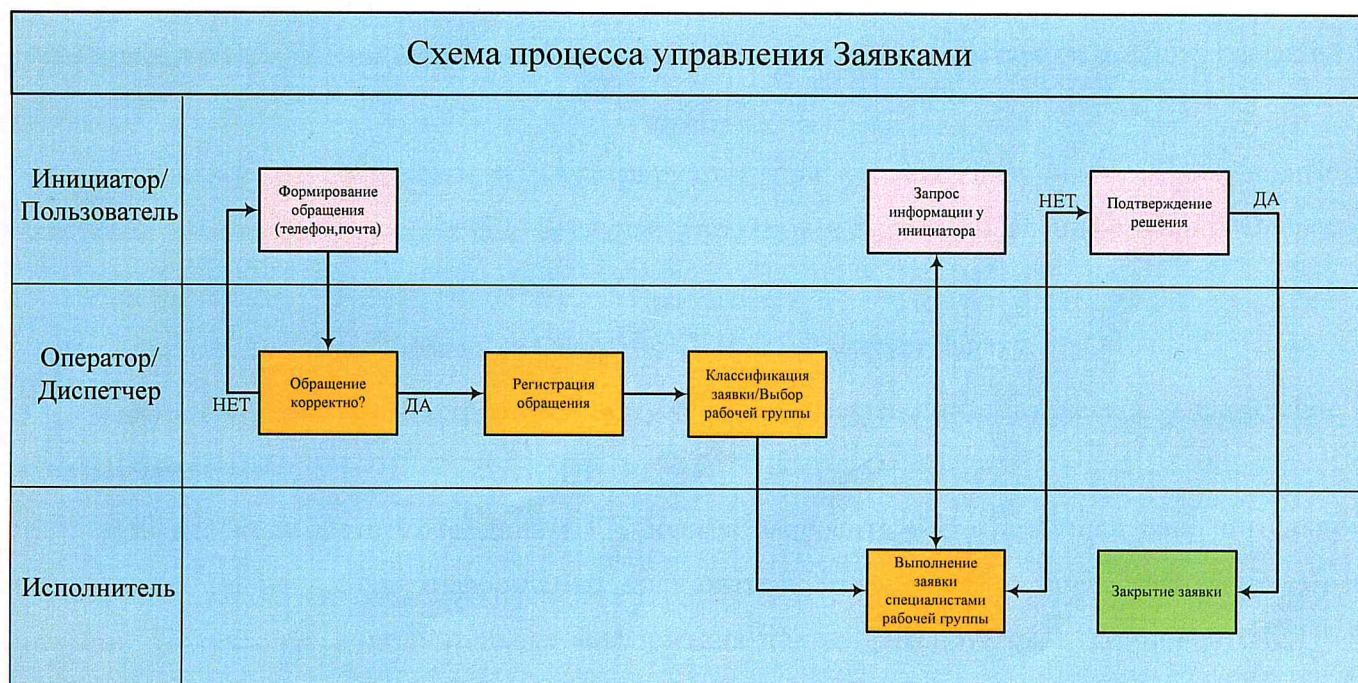 Схема процесса управления Заявками
Инициатор/
Пользователь
Формирование
обращения
(телефон,почта)
Запрос
информации у
инициатора
НЕТ
Подтверждение
решения
ДА
Оператор/
Диспетчер
НЕТ
Обращение
корректно?
ДА
Регистрация
обращения
Классификация
заявки/Выбор
рабочей группы
Исполнитель
Выполнение
заявки
специалистами
рабочей группы
Закрытие заявки